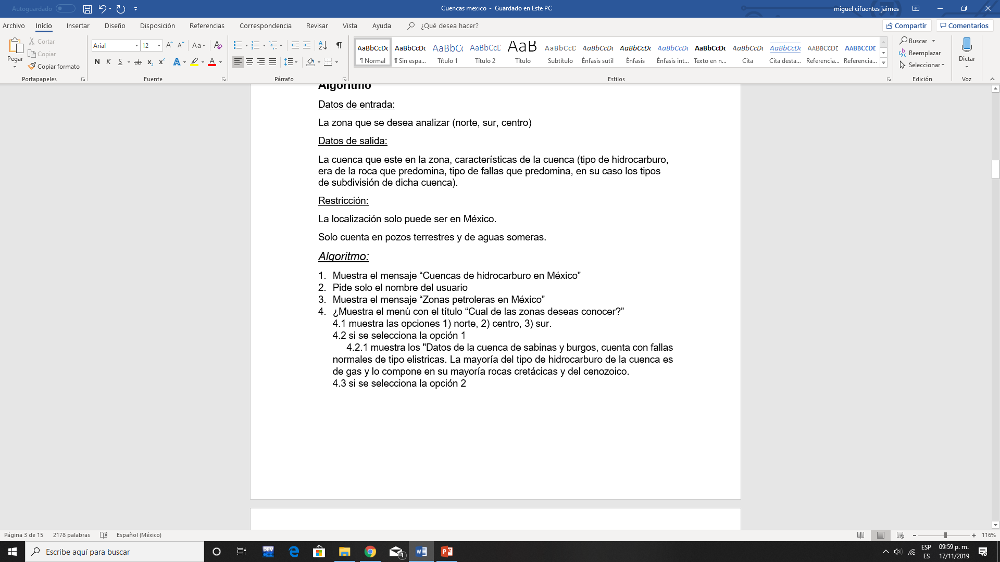 Autoguardado
Cuencas mexico - Guardado en Este PC
miguel cifuentes jaimes
Archivo Inicio Insertar Diseño Disposición Referencias Correspondencia Revisar Vista Ayuda ¿Qué desea hacer?
Compartir Comentarios
Pegar
Cortar
Copiar
Copiar formato
Portapapeles
Arial 12
Aa
N K S ab x₂ x² A A
Fuente
Párrafo
AaBbCcDc AaBbCcDc AaBbCc AaBbCcD AaB AaBbCcD AaBbCcDc AaBbCcDc AaBbCcDc AaBbCcDc AaBbCcDc AaBbCcDc AABBCCDE AABBCCDE
¶ Normal ¶ Sin espa... Título 1 Título 2 Título Subtítulo Énfasis sutil Énfasis Énfasis int... Texto en n... Cita Cita desta... Referencia... Referencia...
Estilos
Buscar
Reemplazar
Seleccionar
Edición
Dictar
Voz
Algoritmo
Datos de entrada:
La zona que se desea analizar (norte, sur, centro)
Datos de salida:
La cuenca que este en la zona, características de la cuenca (tipo de hidrocarburo,
era de la roca que predomina, tipo de fallas que predomina, en su caso los tipos
de subdivisión de dicha cuenca).
Restricción:
La localización solo puede ser en México.
Solo cuenta en pozos terrestres y de aguas someras.
Algoritmo:
1. Muestra el mensaje “Cuencas de hidrocarburo en México”
2. Pide solo el nombre del usuario
3. Muestra el mensaje “Zonas petroleras en México”
4. ¿Muestra el menú con el título “Cual de las zonas deseas conocer?”
4.1 muestra las opciones 1) norte, 2) centro, 3) sur.
4.2 si se selecciona la opción 1
4.2.1 muestra los "Datos de la cuenca de sabinas y burgos, cuenta con fallas
normales de tipo elistricas. La mayoría del tipo de hidrocarburo de la cuenca es
de gas y lo compone en su mayoría rocas cretácicas y del cenozoico.
4.3 si se selecciona la opción 2
Página 3 de 15 2178 palabras Español (México) 116%
Escribe aquí para buscar
DEV C++
1
ESP
ES
09:59 p. m.
17/11/2019